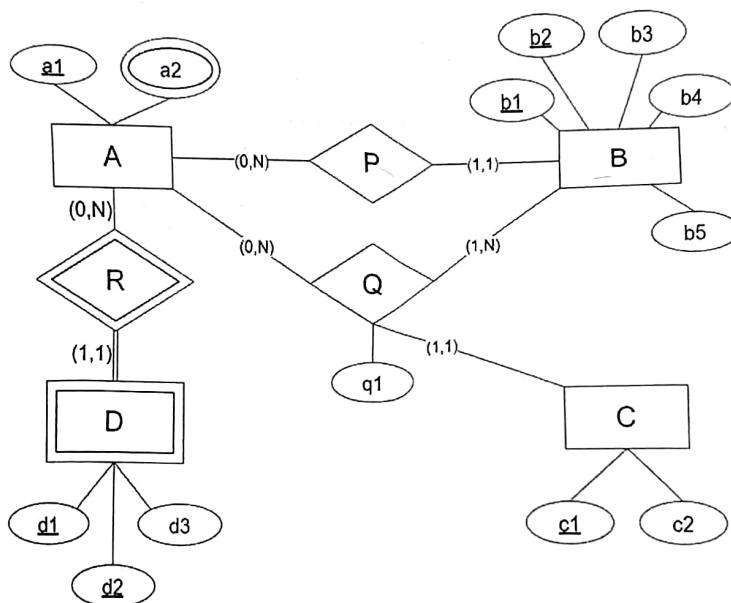 b2
b3
a1
a2
b1
b4
A
(0,N)
P
(1,1)
B
(0,N)
b5
(0,N)
(1,N)
R
Q
(1,1)
(1,1)
q1
D
C
d1
d3
c1
c2
d2